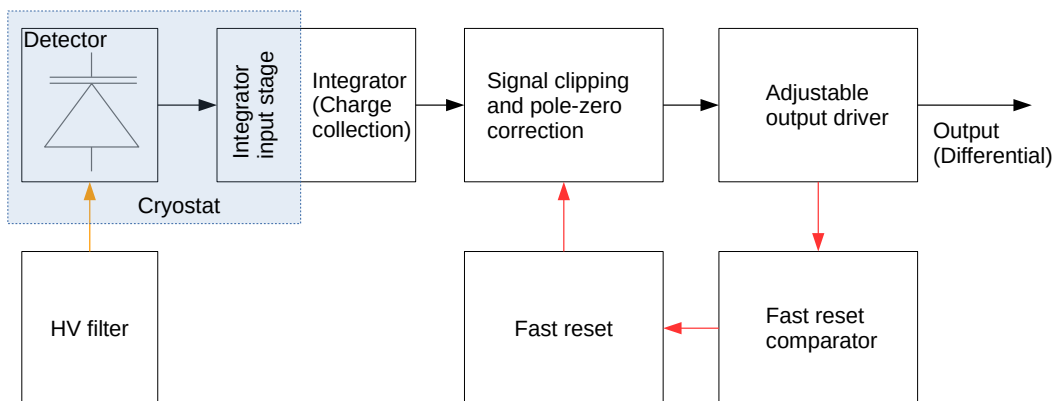 Detector
Integrator
input stage
Integrator
(Charge
collection)
Signal clipping
and pole-zero
correction
Adjustable
output driver
Output
(Differential)
Cryostat
HV filter
Fast reset
Fast reset
comparator